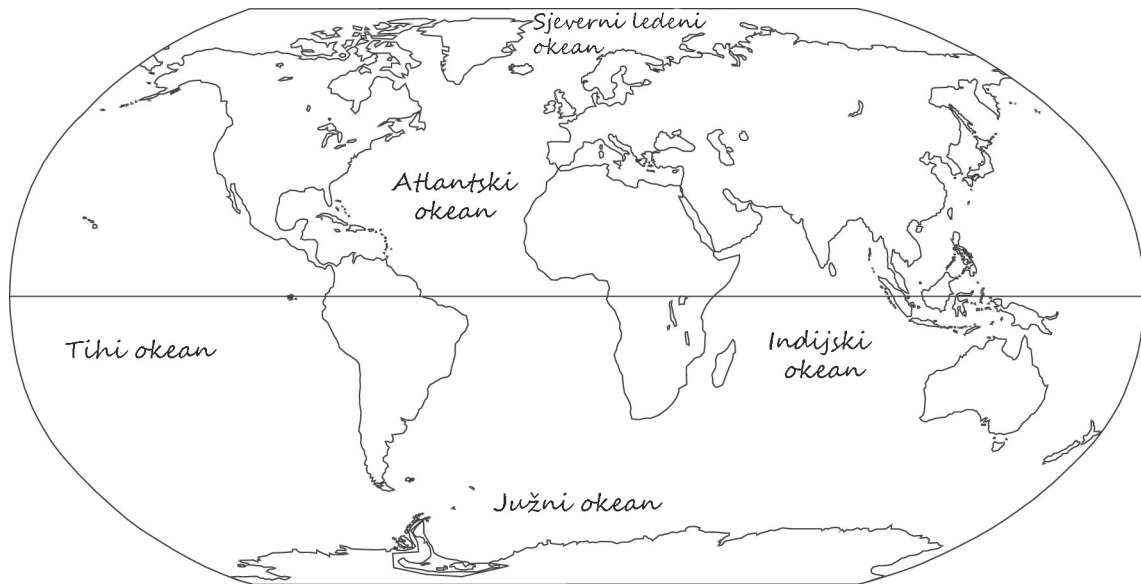 Sjeverni ledeni
okean
Atlantski
okean
Tihi okean
Indijski
okean
Južni okean